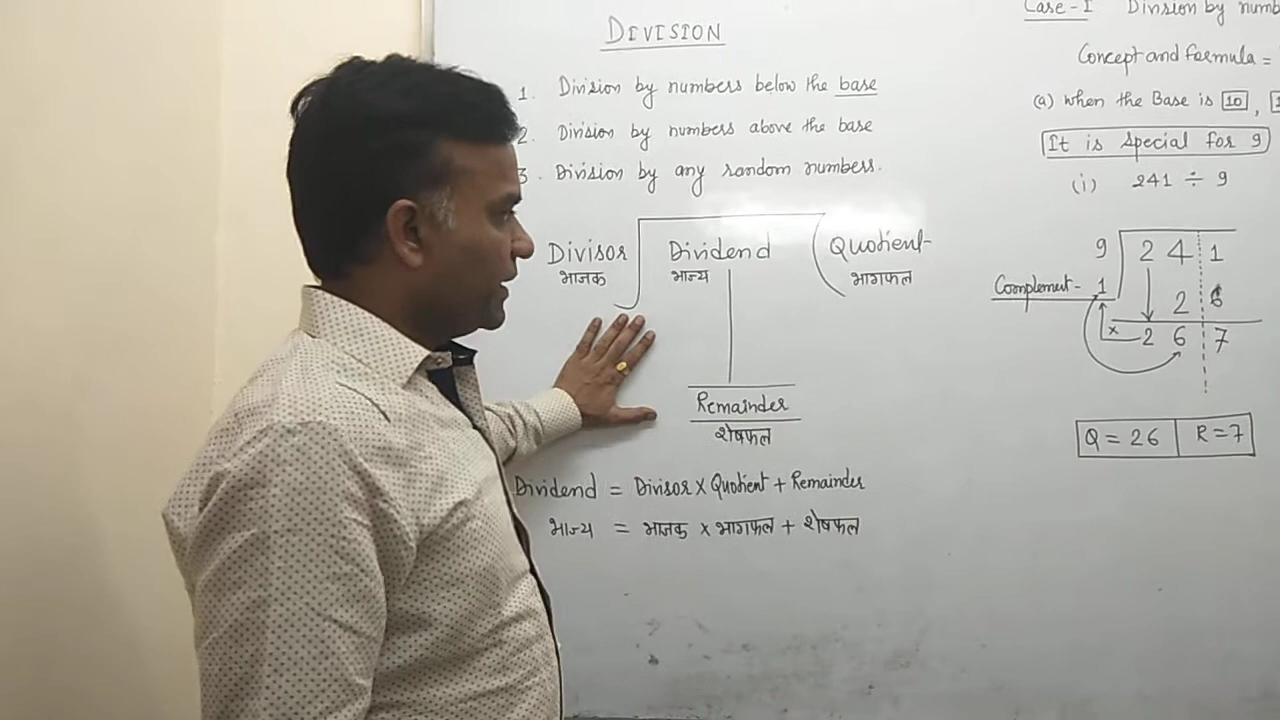 DIVISION
1. Division by numbers below the base
2. Division by numbers above the base
3. Division by any random numbers.
Divisor Dividend Quotient
भाजक भाज्य भागफल
Remainder
शेषफल
Dividend = Divisor X Quotient + Remainder
भाज्य = भाजक x भागफल + शेषफल
Case-I Division by
Concept and formula =
(a) when the Base is 10,
It is special for 9
(i) 241 ÷ 9
9 2 4 1
Complement- 1 2 6
x 2 6 7
Q = 26 R = 7